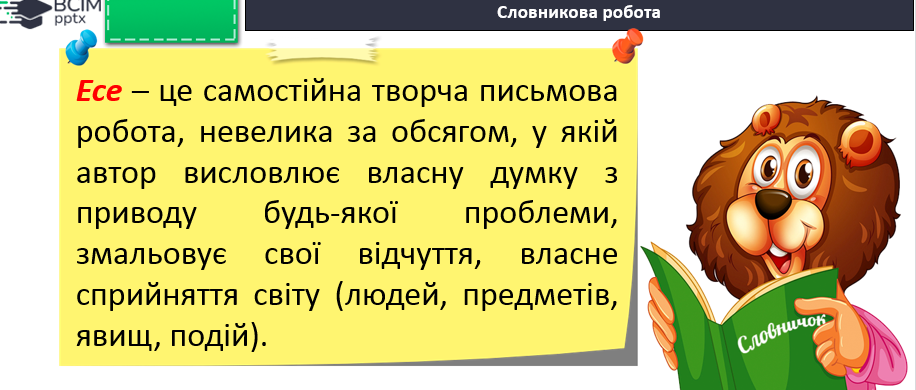 ВСІМ
pptx
Словникова робота
Есе – це самостійна творча письмова
робота, невелика за обсягом, у якій
автор висловлює власну думку з
приводу будь-якої проблеми,
змальовує свої відчуття, власне
сприйняття світу (людей, предметів,
явищ, подій).
Словничок